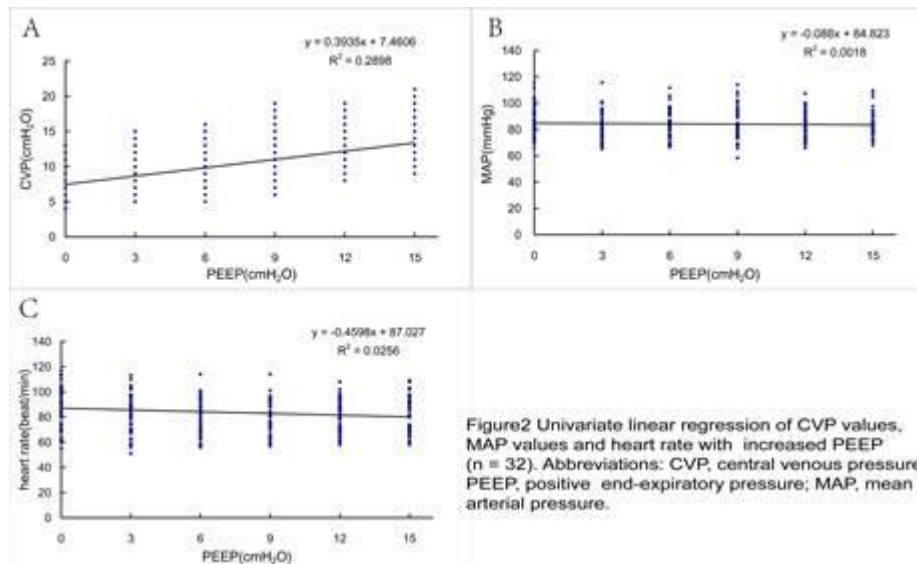 A
y = 0.3935x + 7.4606
R² = 0.2898
25
20
15
10
5
0
CVP(cmH₂O)
0 3 6 9 12 15
PEEP(cmH₂O)
B
y = -0.088x + 84.823
R² = 0.0018
140
120
100
80
60
40
20
0
MAP(mmHg)
0 3 6 9 12 15
PEEP(cmH₂O)
C
y = -0.4598x + 87.027
R² = 0.0256
140
120
100
80
60
40
20
0
heart rate(beat/min)
0 3 6 9 12 15
PEEP(cmH₂O)
Figure2 Univariate linear regression of CVP values,
MAP values and heart rate with increased PEEP
(n = 32). Abbreviations: CVP, central venous pressure
PEEP, positive end-expiratory pressure; MAP, mean
arterial pressure.